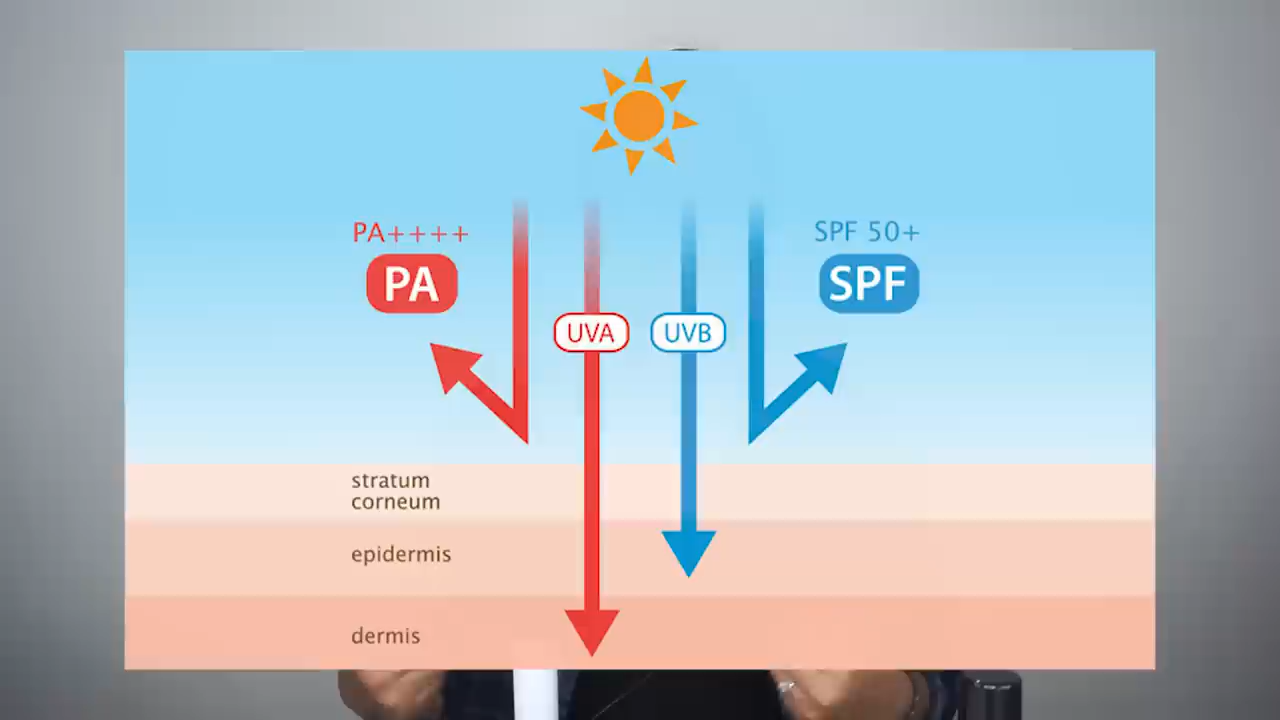 PA++++
PA
SPF 50+
SPF
UVA
UVB
stratum
corneum
epidermis
dermis